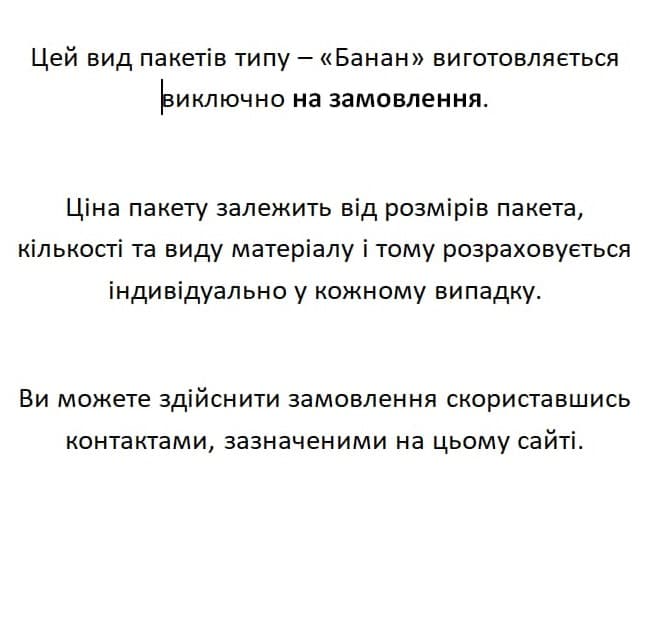 Цей вид пакетів типу – «Банан» виготовляється
виключно на замовлення.
Ціна пакету залежить від розмірів пакета,
кількості та виду матеріалу і тому розраховується
індивідуально у кожному випадку.
Ви можете здійснити замовлення скориставшись
контактами, зазначеними на цьому сайті.